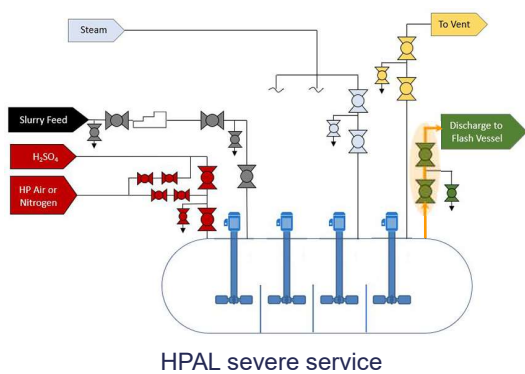 Steam
To Vent
Slurry Feed
Discharge to
Flash Vessel
H₂SO₄
HP Air or
Nitrogen
HPAL severe service